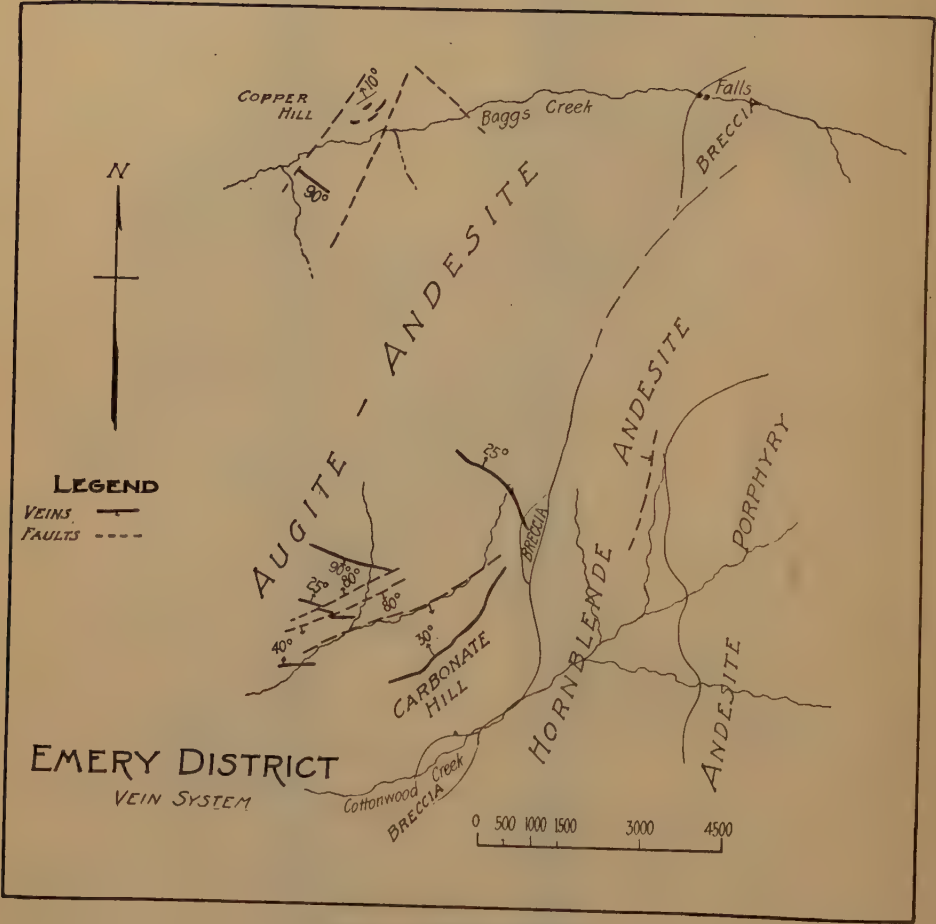 COPPER HILL
10°
Baggs Creek
Falls
BRECCIA
N
90°
AUGITE - ANDESITE
HORNBLENDE ANDESITE
ANDESITE PORPHYRY
25°
BRECCIA
LEGEND
VEINS
FAULTS
90°
80°
25°
80°
40°
30°
CARBONATE HILL
EMERY DISTRICT
VEIN SYSTEM
Cottonwood Creek
BRECCIA
0 500 1000 1500 3000 4500